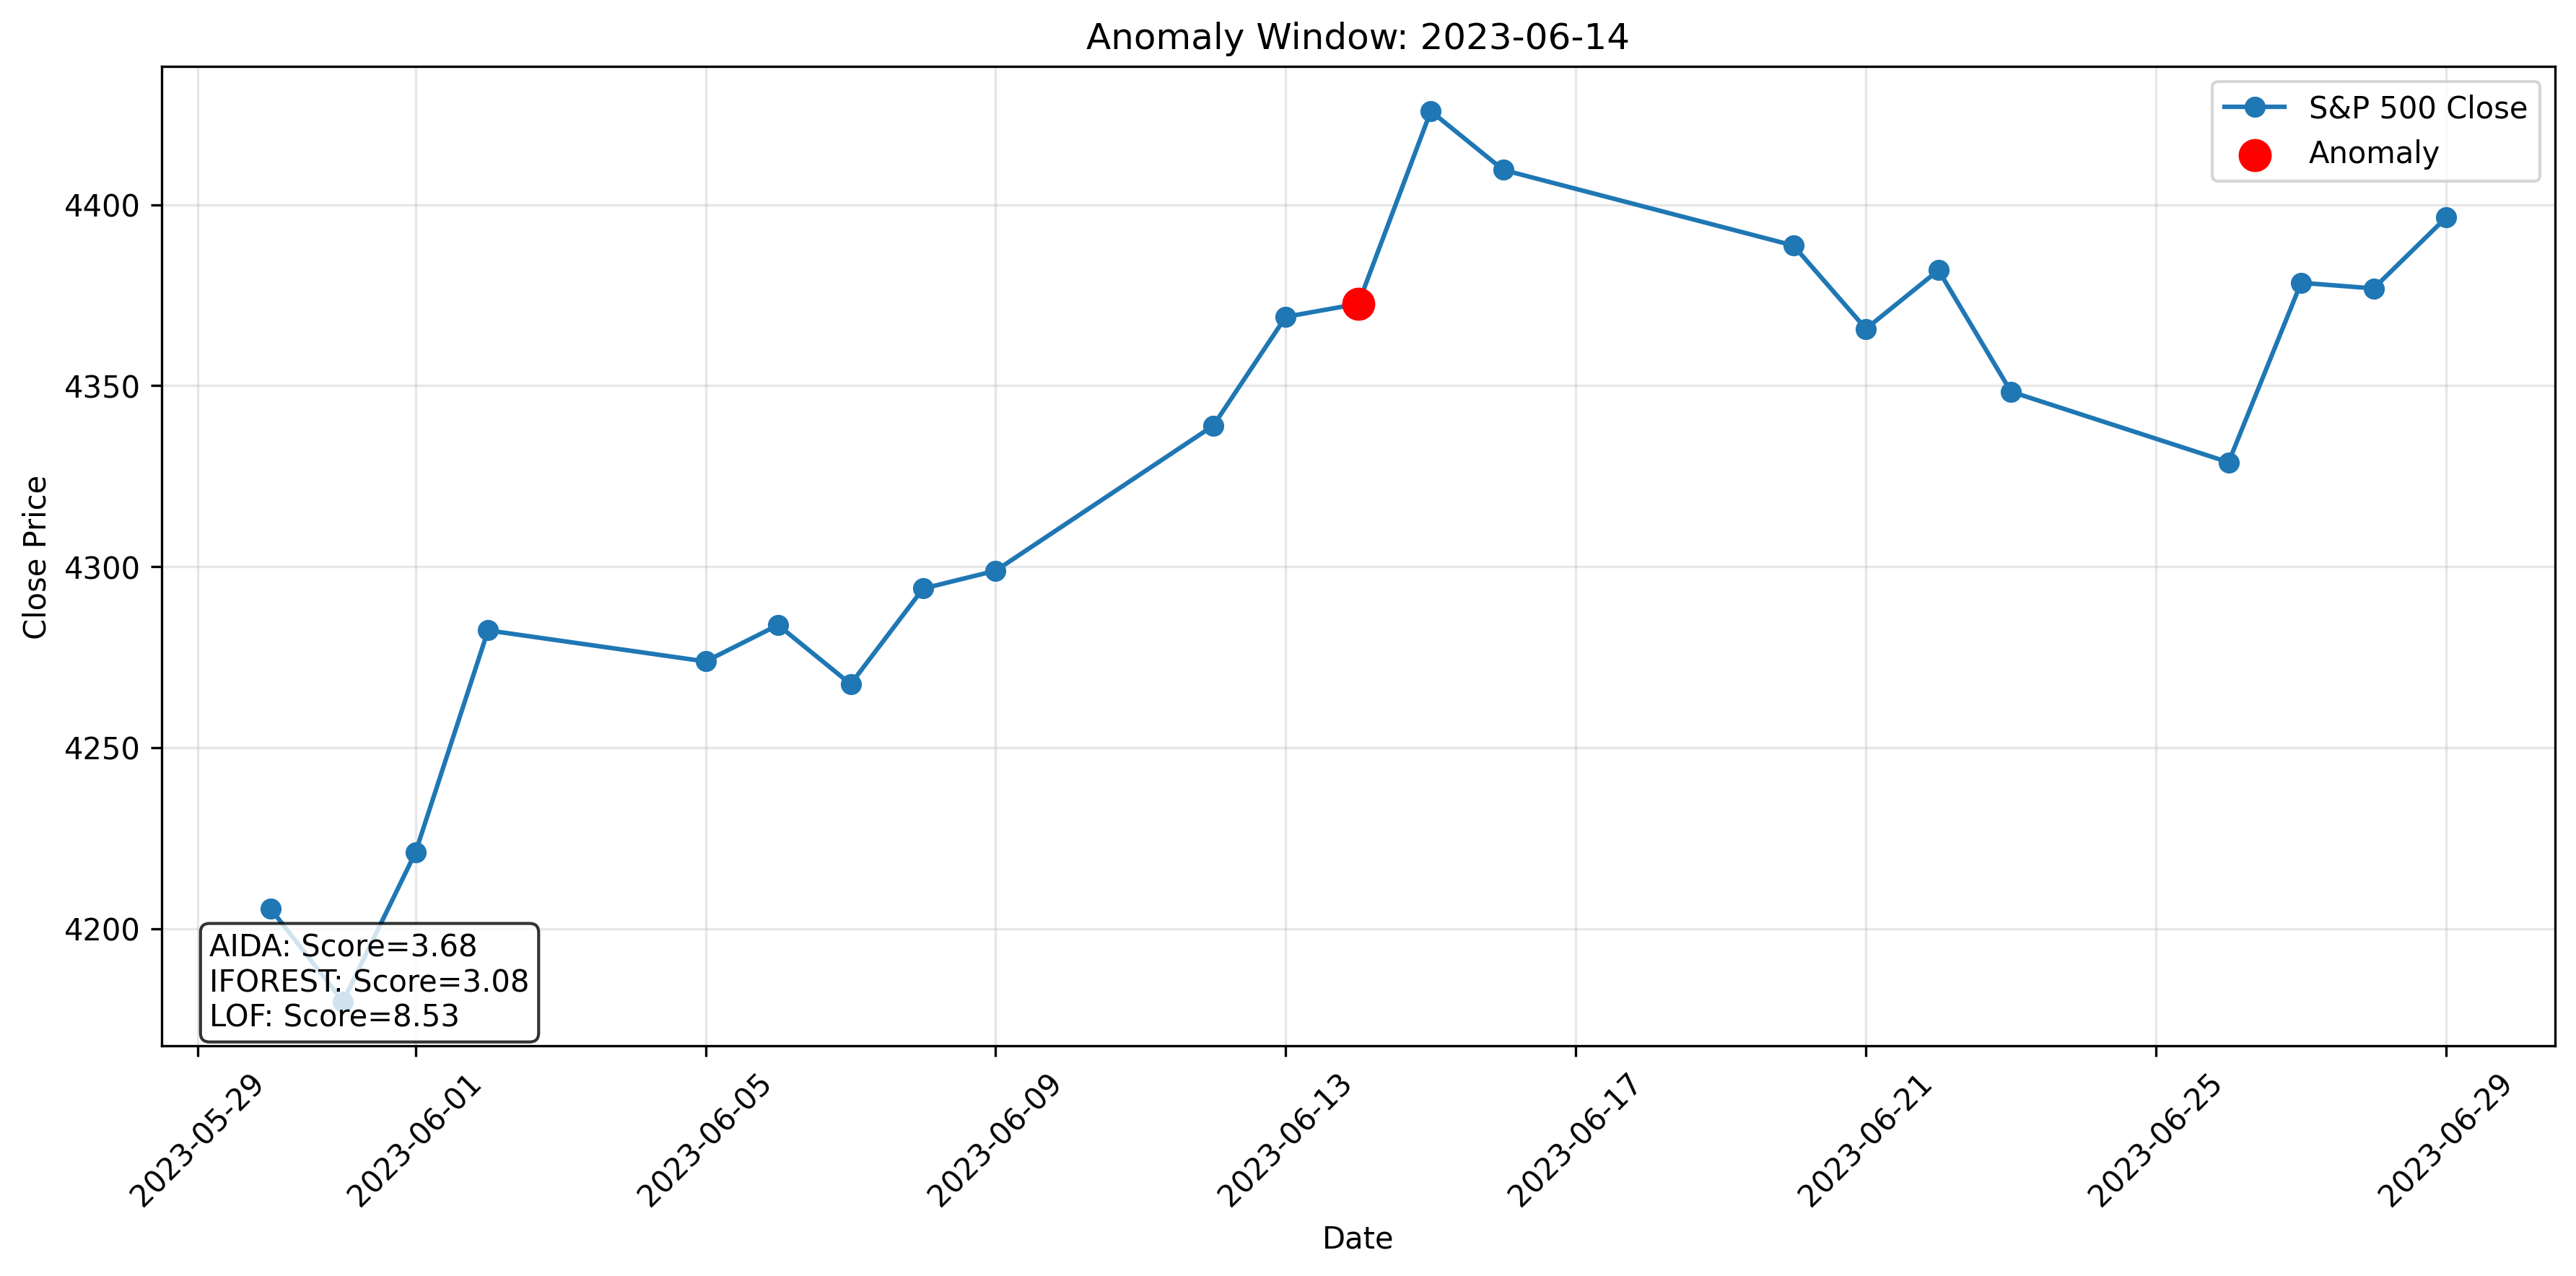 Anomaly Window: 2023-06-14
S&P 500 Close
Anomaly
Close Price
4400
4350
4300
4250
4200
AIDA: Score=3.68
IFOREST: Score=3.08
LOF: Score=8.53
2023-05-29
2023-06-01
2023-06-05
2023-06-09
2023-06-13
2023-06-17
2023-06-21
2023-06-25
2023-06-29
Date